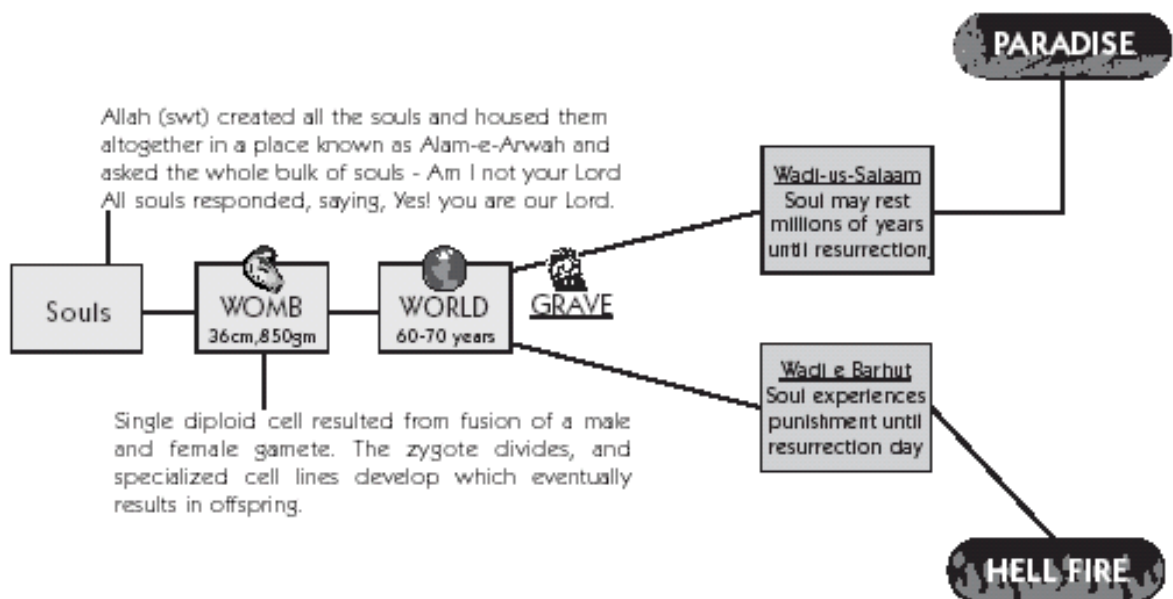 PARADISE
Allah (swt) created all the souls and housed them
altogether in a place known as Alam-e-Arwah and
asked the whole bulk of souls - Am I not your Lord
All souls responded, saying, Yes! you are our Lord.
Wadi-us-Salaam
Soul may rest
millions of years
until resurrection,
Souls
WOMB
36cm,850gm
WORLD
60-70 years
GRAVE
Wadi e Barhut
Soul experiences
punishment until
resurrection day
Single diploid cell resulted from fusion of a male
and female gamete. The zygote divides, and
specialized cell lines develop which eventually
results in offspring.
HELL FIRE